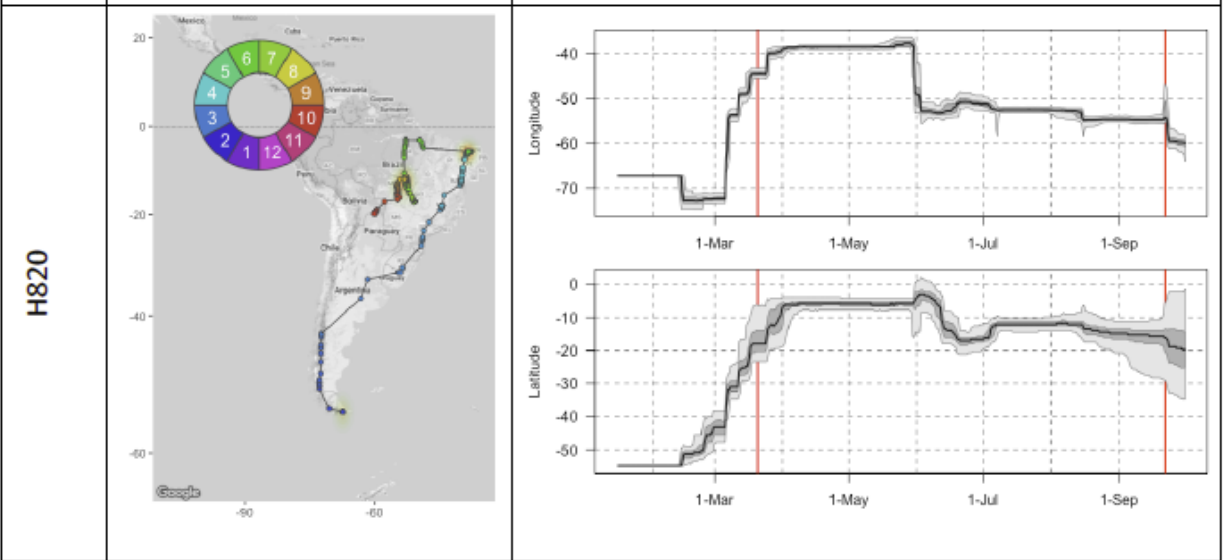 H820
20
0
-20
-40
-60
-90
-60
Mexico
Mexico
Cuba
Puerto Rico
Venezuela
Guyana
Suriname
Peru
Bolivia
Paraguay
Chile
Argentina
Google
1
2
3
4
5
6
7
8
9
10
11
12
Longitude
-40
-50
-60
-70
1-Mar
1-May
1-Jul
1-Sep
Latitude
0
-10
-20
-30
-40
-50
1-Mar
1-May
1-Jul
1-Sep